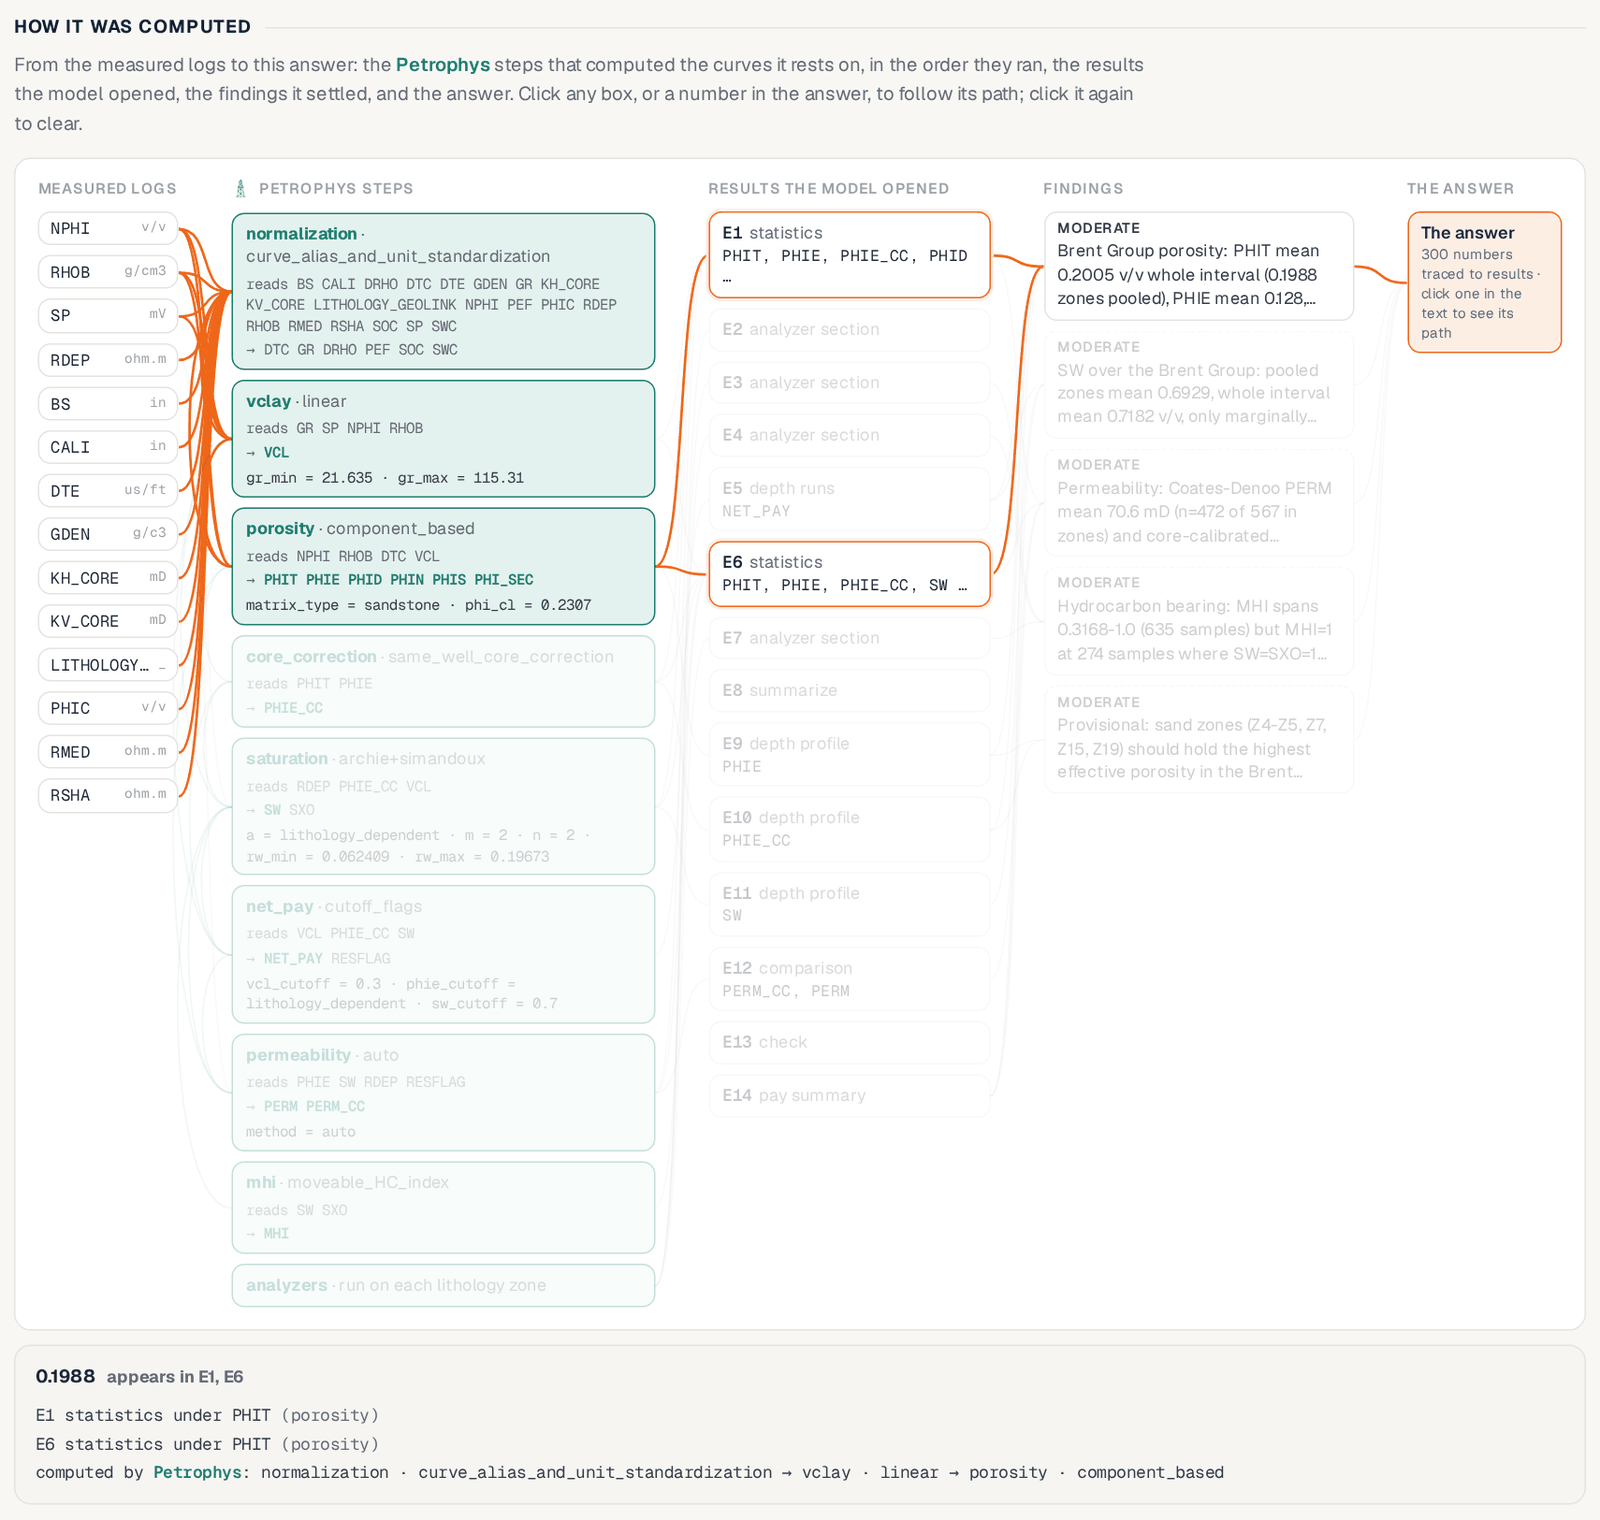 HOW IT WAS COMPUTED
From the measured logs to this answer: the Petrophys steps that computed the curves it rests on, in the order they ran, the results
the model opened, the findings it settled, and the answer. Click any box, or a number in the answer, to follow its path; click it again
to clear.
MEASURED LOGS
NPHI v/v
RHOB g/cm3
SP mV
RDEP ohm.m
BS in
CALI in
DTE us/ft
GDEN g/c3
KH_CORE mD
KV_CORE mD
LITHOLOGY… _
PHIC v/v
RMED ohm.m
RSHA ohm.m
PETROPHYS STEPS
normalization ·
curve_alias_and_unit_standardization
reads BS CALI DRHO DTC DTE GDEN GR KH_CORE
KV_CORE LITHOLOGY_GEOLINK NPHI PEF PHIC RDEP
RHOB RMED RSHA SOC SP SWC
→ DTC GR DRHO PEF SOC SWC
vclay · linear
reads GR SP NPHI RHOB
→ VCL
gr_min = 21.635 · gr_max = 115.31
porosity · component_based
reads NPHI RHOB DTC VCL
→ PHIT PHIE PHID PHIN PHIS PHI_SEC
matrix_type = sandstone · phi_cl = 0.2307
core_correction · same_well_core_correction
reads PHIT PHIE
→ PHIE_CC
saturation · archie+simandoux
reads RDEP PHIE_CC VCL
→ SW SXO
a = lithology_dependent · m = 2 · n = 2 ·
rw_min = 0.062409 · rw_max = 0.19673
net_pay · cutoff_flags
reads VCL PHIE_CC SW
→ NET_PAY RESFLAG
vcl_cutoff = 0.3 · phie_cutoff =
lithology_dependent · sw_cutoff = 0.7
permeability · auto
reads PHIE SW RDEP RESFLAG
→ PERM PERM_CC
method = auto
mhi · moveable_HC_index
reads SW SXO
→ MHI
analyzers · run on each lithology zone
RESULTS THE MODEL OPENED
E1 statistics
PHIT, PHIE, PHIE_CC, PHID
…
E2 analyzer section
E3 analyzer section
E4 analyzer section
E5 depth runs
NET_PAY
E6 statistics
PHIT, PHIE, PHIE_CC, SW …
E7 analyzer section
E8 summarize
E9 depth profile
PHIE
E10 depth profile
PHIE_CC
E11 depth profile
SW
E12 comparison
PERM_CC, PERM
E13 check
E14 pay summary
FINDINGS
MODERATE
Brent Group porosity: PHIT mean
0.2005 v/v whole interval (0.1988
zones pooled), PHIE mean 0.128,…
MODERATE
SW over the Brent Group: pooled
zones mean 0.6929, whole interval
mean 0.7182 v/v, only marginally…
MODERATE
Permeability: Coates-Denoo PERM
mean 70.6 mD (n=472 of 567 in
zones) and core-calibrated…
MODERATE
Hydrocarbon bearing: MHI spans
0.3168-1.0 (635 samples) but MHI=1
at 274 samples where SW=SXO=1…
MODERATE
Provisional: sand zones (Z4-Z5, Z7,
Z15, Z19) should hold the highest
effective porosity in the Brent…
THE ANSWER
The answer
300 numbers
traced to results ·
click one in the
text to see its
path
0.1988 appears in E1, E6
E1 statistics under PHIT (porosity)
E6 statistics under PHIT (porosity)
computed by Petrophys: normalization · curve_alias_and_unit_standardization → vclay · linear → porosity · component_based